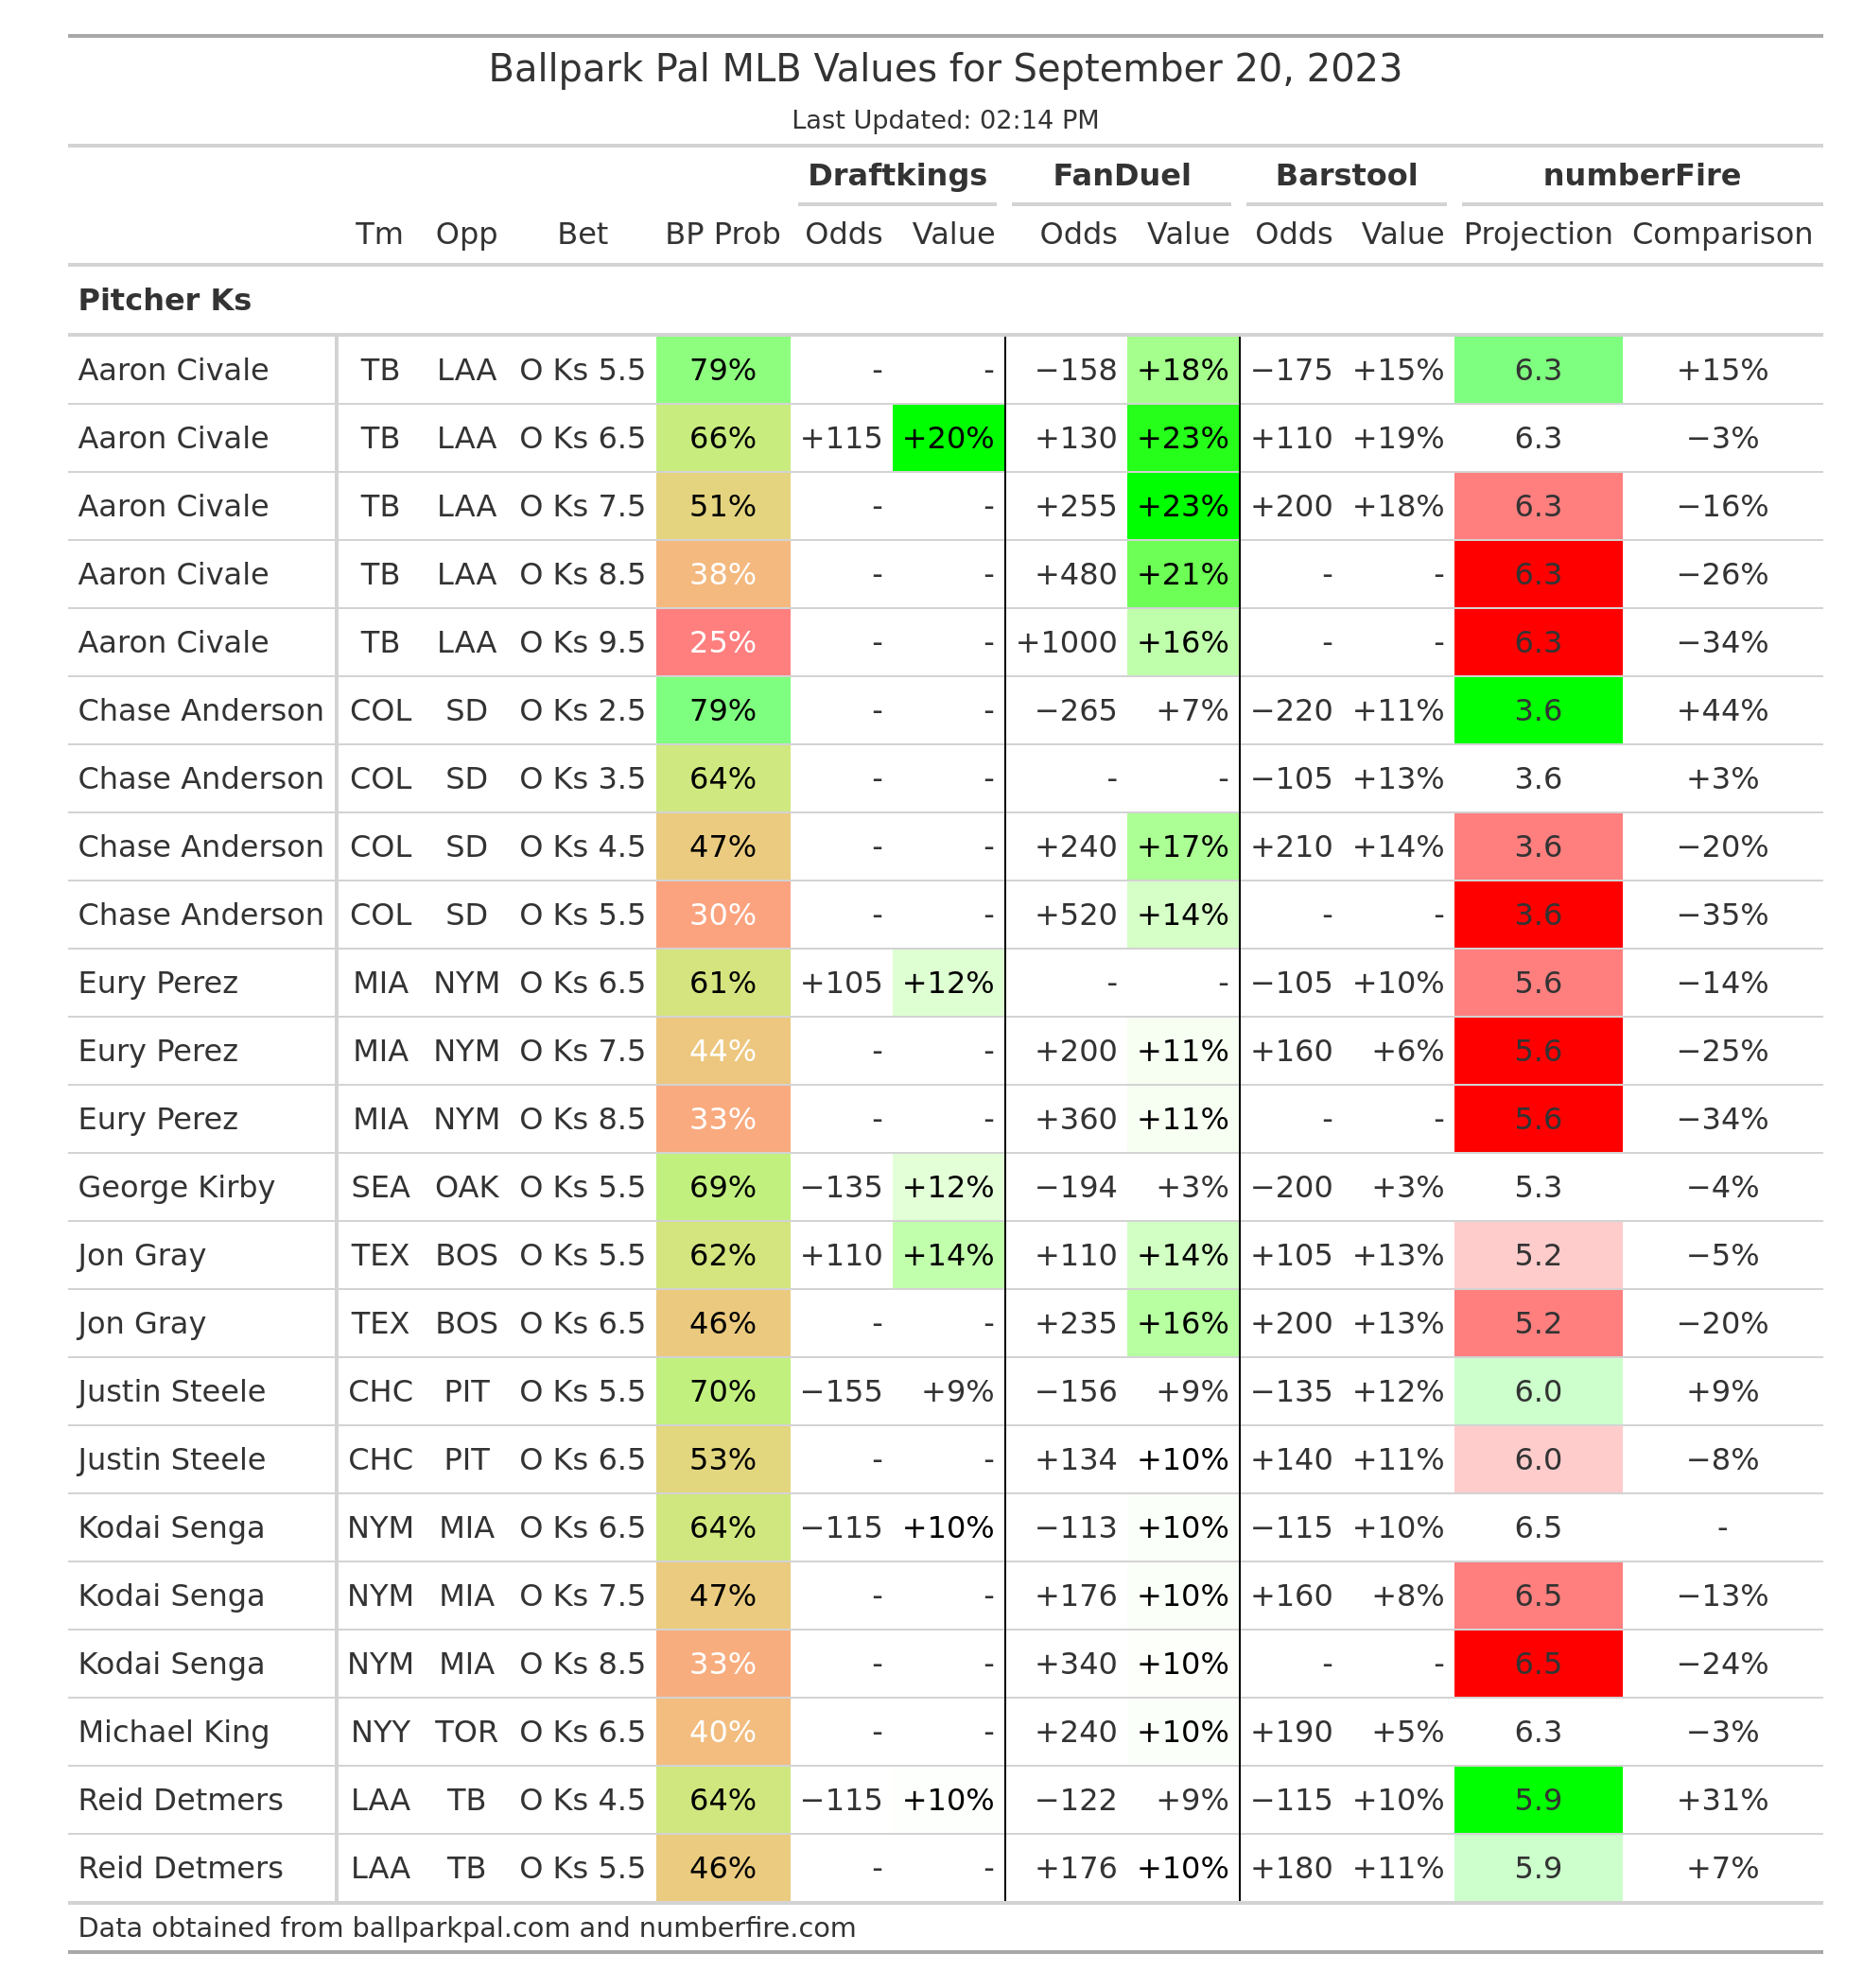 Ballpark Pal MLB Values for September 20, 2023
Last Updated: 02:14 PM
Draftkings FanDuel Barstool numberFire
Tm Opp Bet BP Prob Odds Value Odds Value Odds Value Projection Comparison
Pitcher Ks
Aaron Civale TB LAA O Ks 5.5 79% - - −158 +18% −175 +15% 6.3 +15%
Aaron Civale TB LAA O Ks 6.5 66% +115 +20% +130 +23% +110 +19% 6.3 −3%
Aaron Civale TB LAA O Ks 7.5 51% - - +255 +23% +200 +18% 6.3 −16%
Aaron Civale TB LAA O Ks 8.5 38% - - +480 +21% - - 6.3 −26%
Aaron Civale TB LAA O Ks 9.5 25% - - +1000 +16% - - 6.3 −34%
Chase Anderson COL SD O Ks 2.5 79% - - −265 +7% −220 +11% 3.6 +44%
Chase Anderson COL SD O Ks 3.5 64% - - - - −105 +13% 3.6 +3%
Chase Anderson COL SD O Ks 4.5 47% - - +240 +17% +210 +14% 3.6 −20%
Chase Anderson COL SD O Ks 5.5 30% - - +520 +14% - - 3.6 −35%
Eury Perez MIA NYM O Ks 6.5 61% +105 +12% - - −105 +10% 5.6 −14%
Eury Perez MIA NYM O Ks 7.5 44% - - +200 +11% +160 +6% 5.6 −25%
Eury Perez MIA NYM O Ks 8.5 33% - - +360 +11% - - 5.6 −34%
George Kirby SEA OAK O Ks 5.5 69% −135 +12% −194 +3% −200 +3% 5.3 −4%
Jon Gray TEX BOS O Ks 5.5 62% +110 +14% +110 +14% +105 +13% 5.2 −5%
Jon Gray TEX BOS O Ks 6.5 46% - - +235 +16% +200 +13% 5.2 −20%
Justin Steele CHC PIT O Ks 5.5 70% −155 +9% −156 +9% −135 +12% 6.0 +9%
Justin Steele CHC PIT O Ks 6.5 53% - - +134 +10% +140 +11% 6.0 −8%
Kodai Senga NYM MIA O Ks 6.5 64% −115 +10% −113 +10% −115 +10% 6.5 -
Kodai Senga NYM MIA O Ks 7.5 47% - - +176 +10% +160 +8% 6.5 −13%
Kodai Senga NYM MIA O Ks 8.5 33% - - +340 +10% - - 6.5 −24%
Michael King NYY TOR O Ks 6.5 40% - - +240 +10% +190 +5% 6.3 −3%
Reid Detmers LAA TB O Ks 4.5 64% −115 +10% −122 +9% −115 +10% 5.9 +31%
Reid Detmers LAA TB O Ks 5.5 46% - - +176 +10% +180 +11% 5.9 +7%
Data obtained from ballparkpal.com and numberfire.com